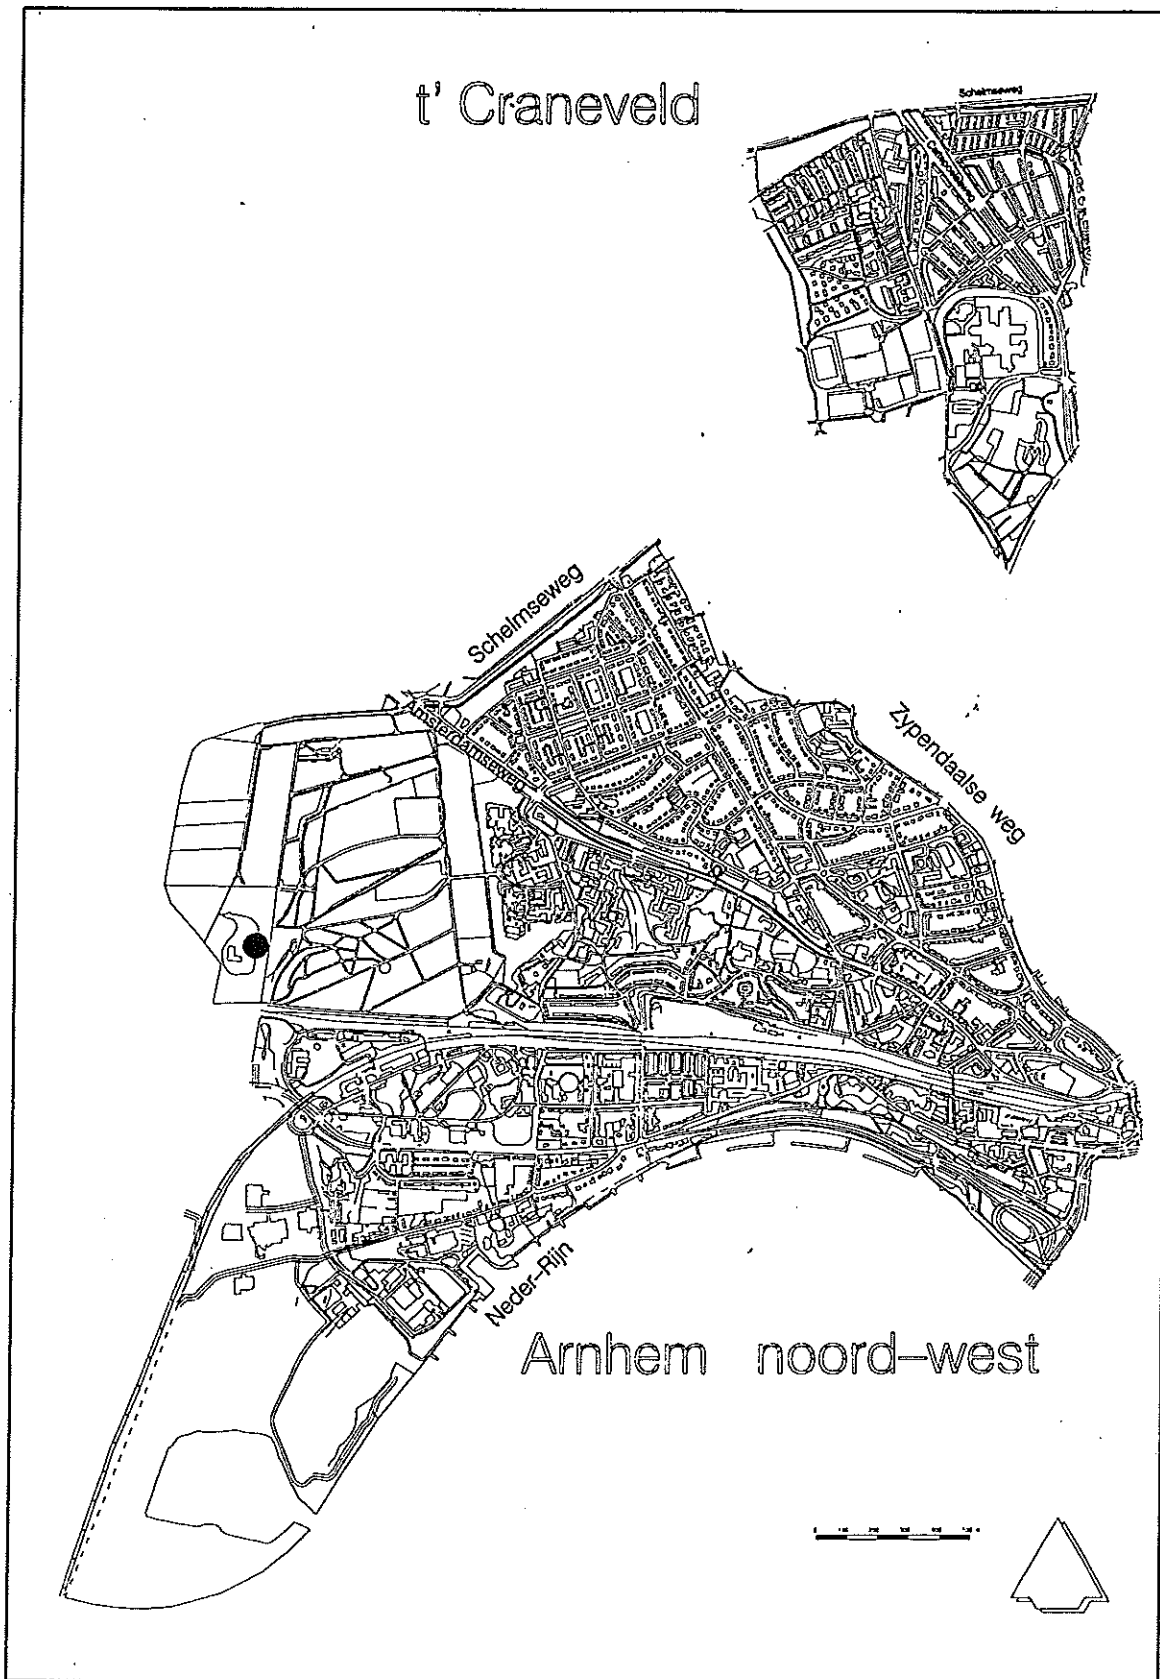 t' Craneveld
Schelmseweg
Schelmseweg
Amsterdamseweg
Zypendaalse weg
Neder-Rijn
Arnhem noord-west